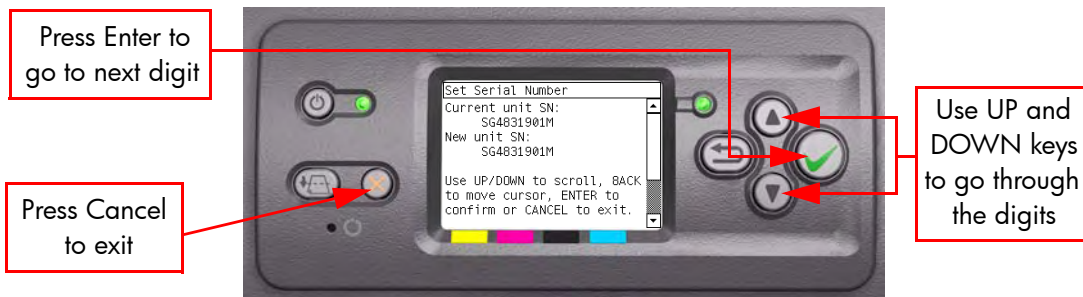 Press Enter to
go to next digit
Set Serial Number
Current unit SN:
SG4831901M
New unit SN:
SG4831901M
Use UP/DOWN to scroll, BACK
to move cursor, ENTER to
confirm or CANCEL to exit.
Use UP and
DOWN keys
to go through
the digits
Press Cancel
to exit